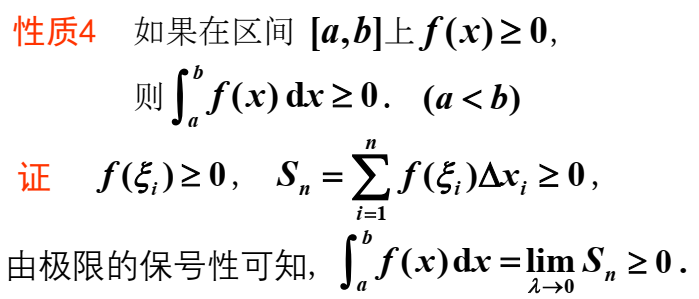 性质4 如果在区间 [a,b]上 f(x) ≥ 0,
则 ∫_a^b f(x) dx ≥ 0. (a < b)
证 f(ξ_i) ≥ 0, S_n = ∑_{i=1}^n f(ξ_i)Δx_i ≥ 0,
由极限的保号性可知, ∫_a^b f(x)dx = lim_{λ→0} S_n ≥ 0.